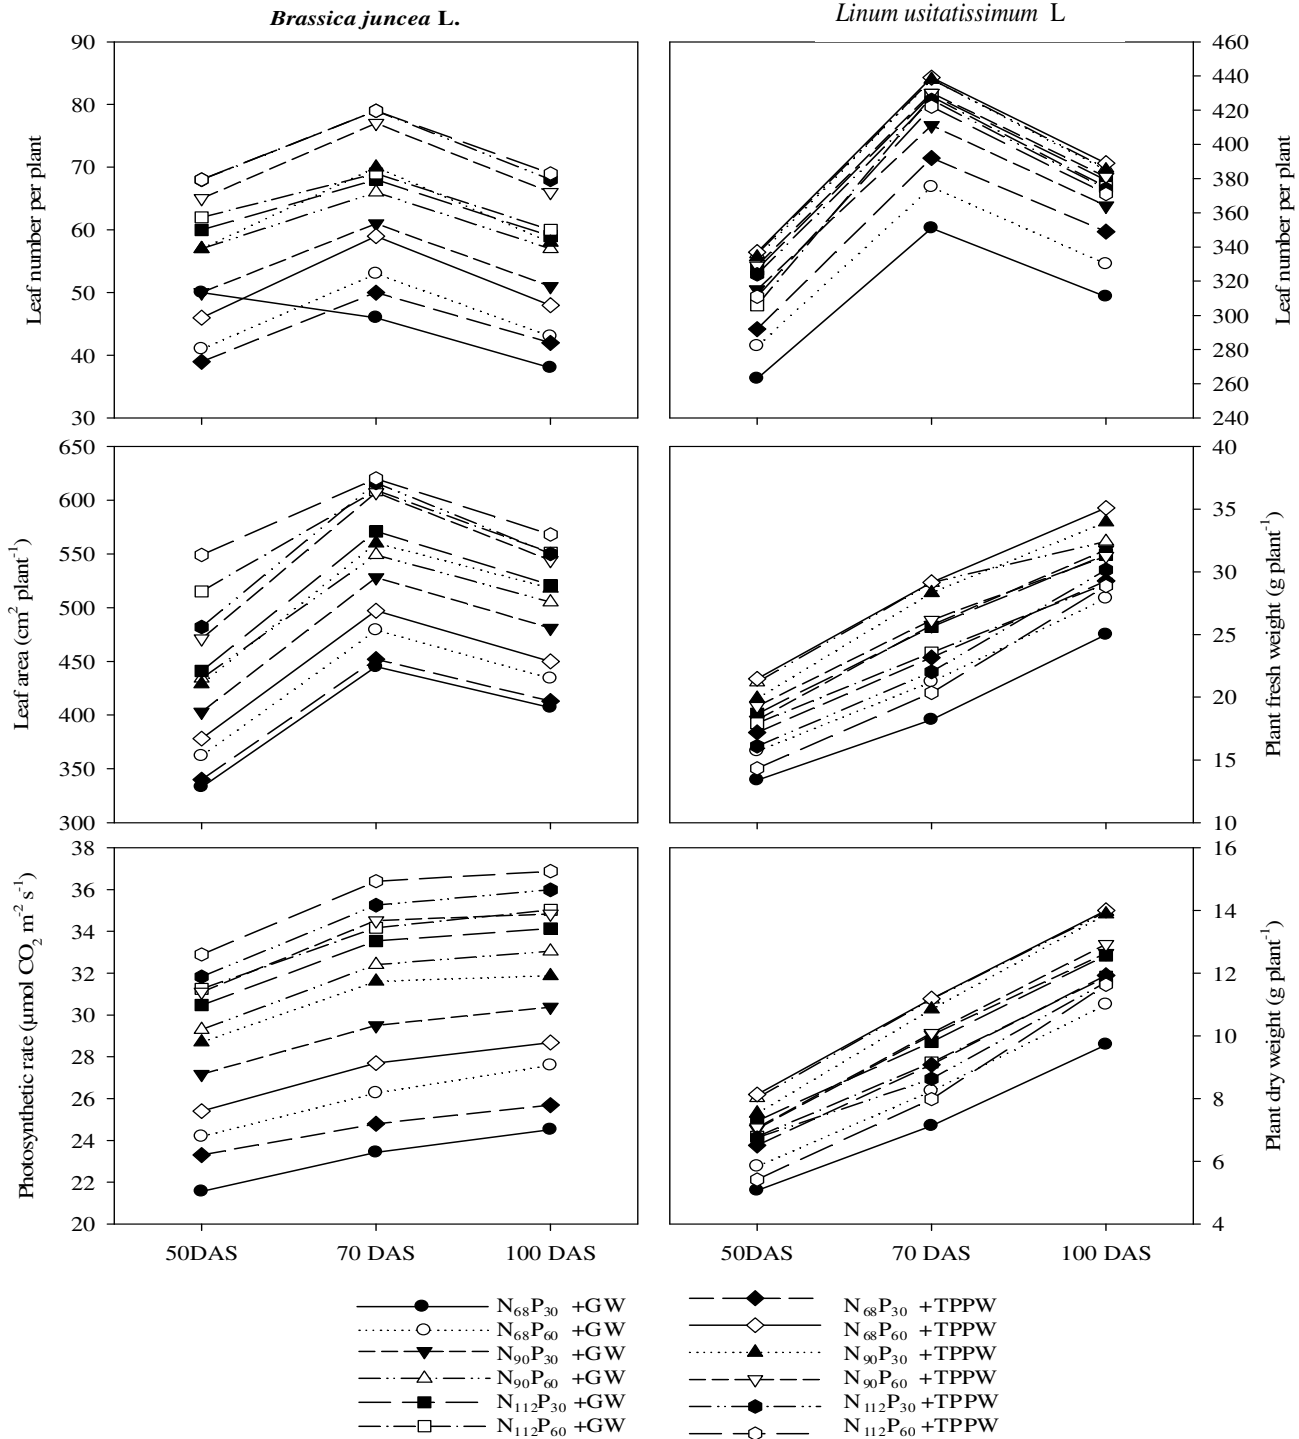 Brassica juncea L.
Linum usitatissimum L
90
80
70
60
50
40
30
Leaf number per plant
460
440
420
400
380
360
340
320
300
280
260
240
Leaf number per plant
650
600
550
500
450
400
350
300
Leaf area (cm² plant⁻¹)
40
35
30
25
20
15
10
Plant fresh weight (g plant⁻¹)
38
36
34
32
30
28
26
24
22
20
Photosynthetic rate (µmol CO₂ m⁻² s⁻¹)
16
14
12
10
8
6
4
Plant dry weight (g plant⁻¹)
50DAS 70 DAS 100 DAS
50DAS 70 DAS 100 DAS
N₆₈P₃₀ +GW
N₆₈P₆₀ +GW
N₉₀P₃₀ +GW
N₉₀P₆₀ +GW
N₁₁₂P₃₀ +GW
N₁₁₂P₆₀ +GW
N₆₈P₃₀ +TPPW
N₆₈P₆₀ +TPPW
N₉₀P₃₀ +TPPW
N₉₀P₆₀ +TPPW
N₁₁₂P₃₀ +TPPW
N₁₁₂P₆₀ +TPPW